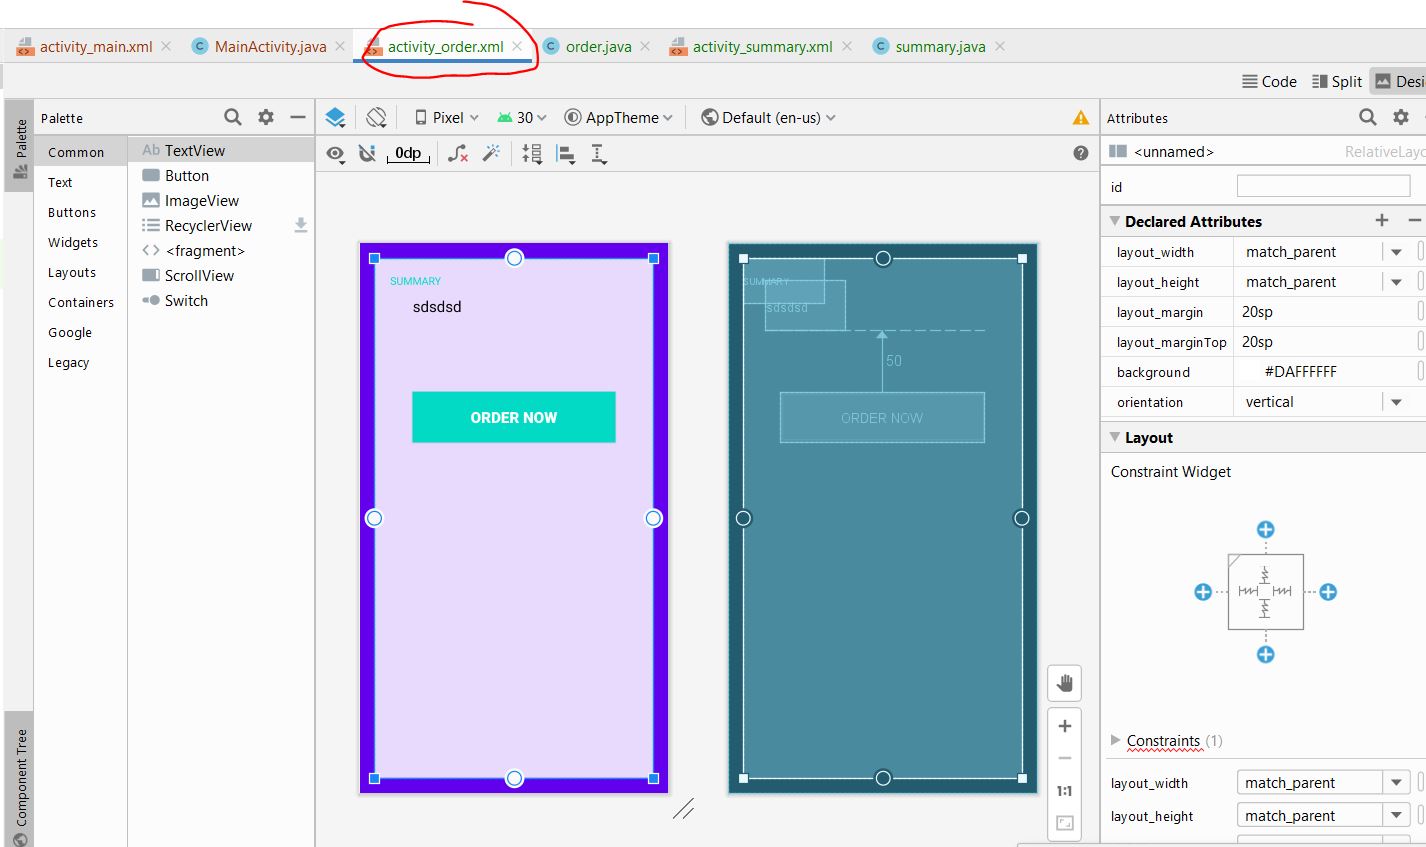 activity_main.xml MainActivity.java activity_order.xml order.java activity_summary.xml summary.java
Code Split Desi
Palette
Component Tree
Palette
Common
Text
Buttons
Widgets
Layouts
Containers
Google
Legacy
Ab TextView
Button
ImageView
RecyclerView
<fragment>
ScrollView
Switch
Pixel 30 AppTheme Default (en-us)
0dp
SUMMARY
sdsdsd
ORDER NOW
SUMMARY
sdsdsd
50
ORDER NOW
1:1
Attributes
<unnamed> RelativeLayo
id
Declared Attributes
layout_width match_parent
layout_height match_parent
layout_margin 20sp
layout_marginTop 20sp
background #DAFFFFFF
orientation vertical
Layout
Constraint Widget
Constraints (1)
layout_width match_parent
layout_height match_parent